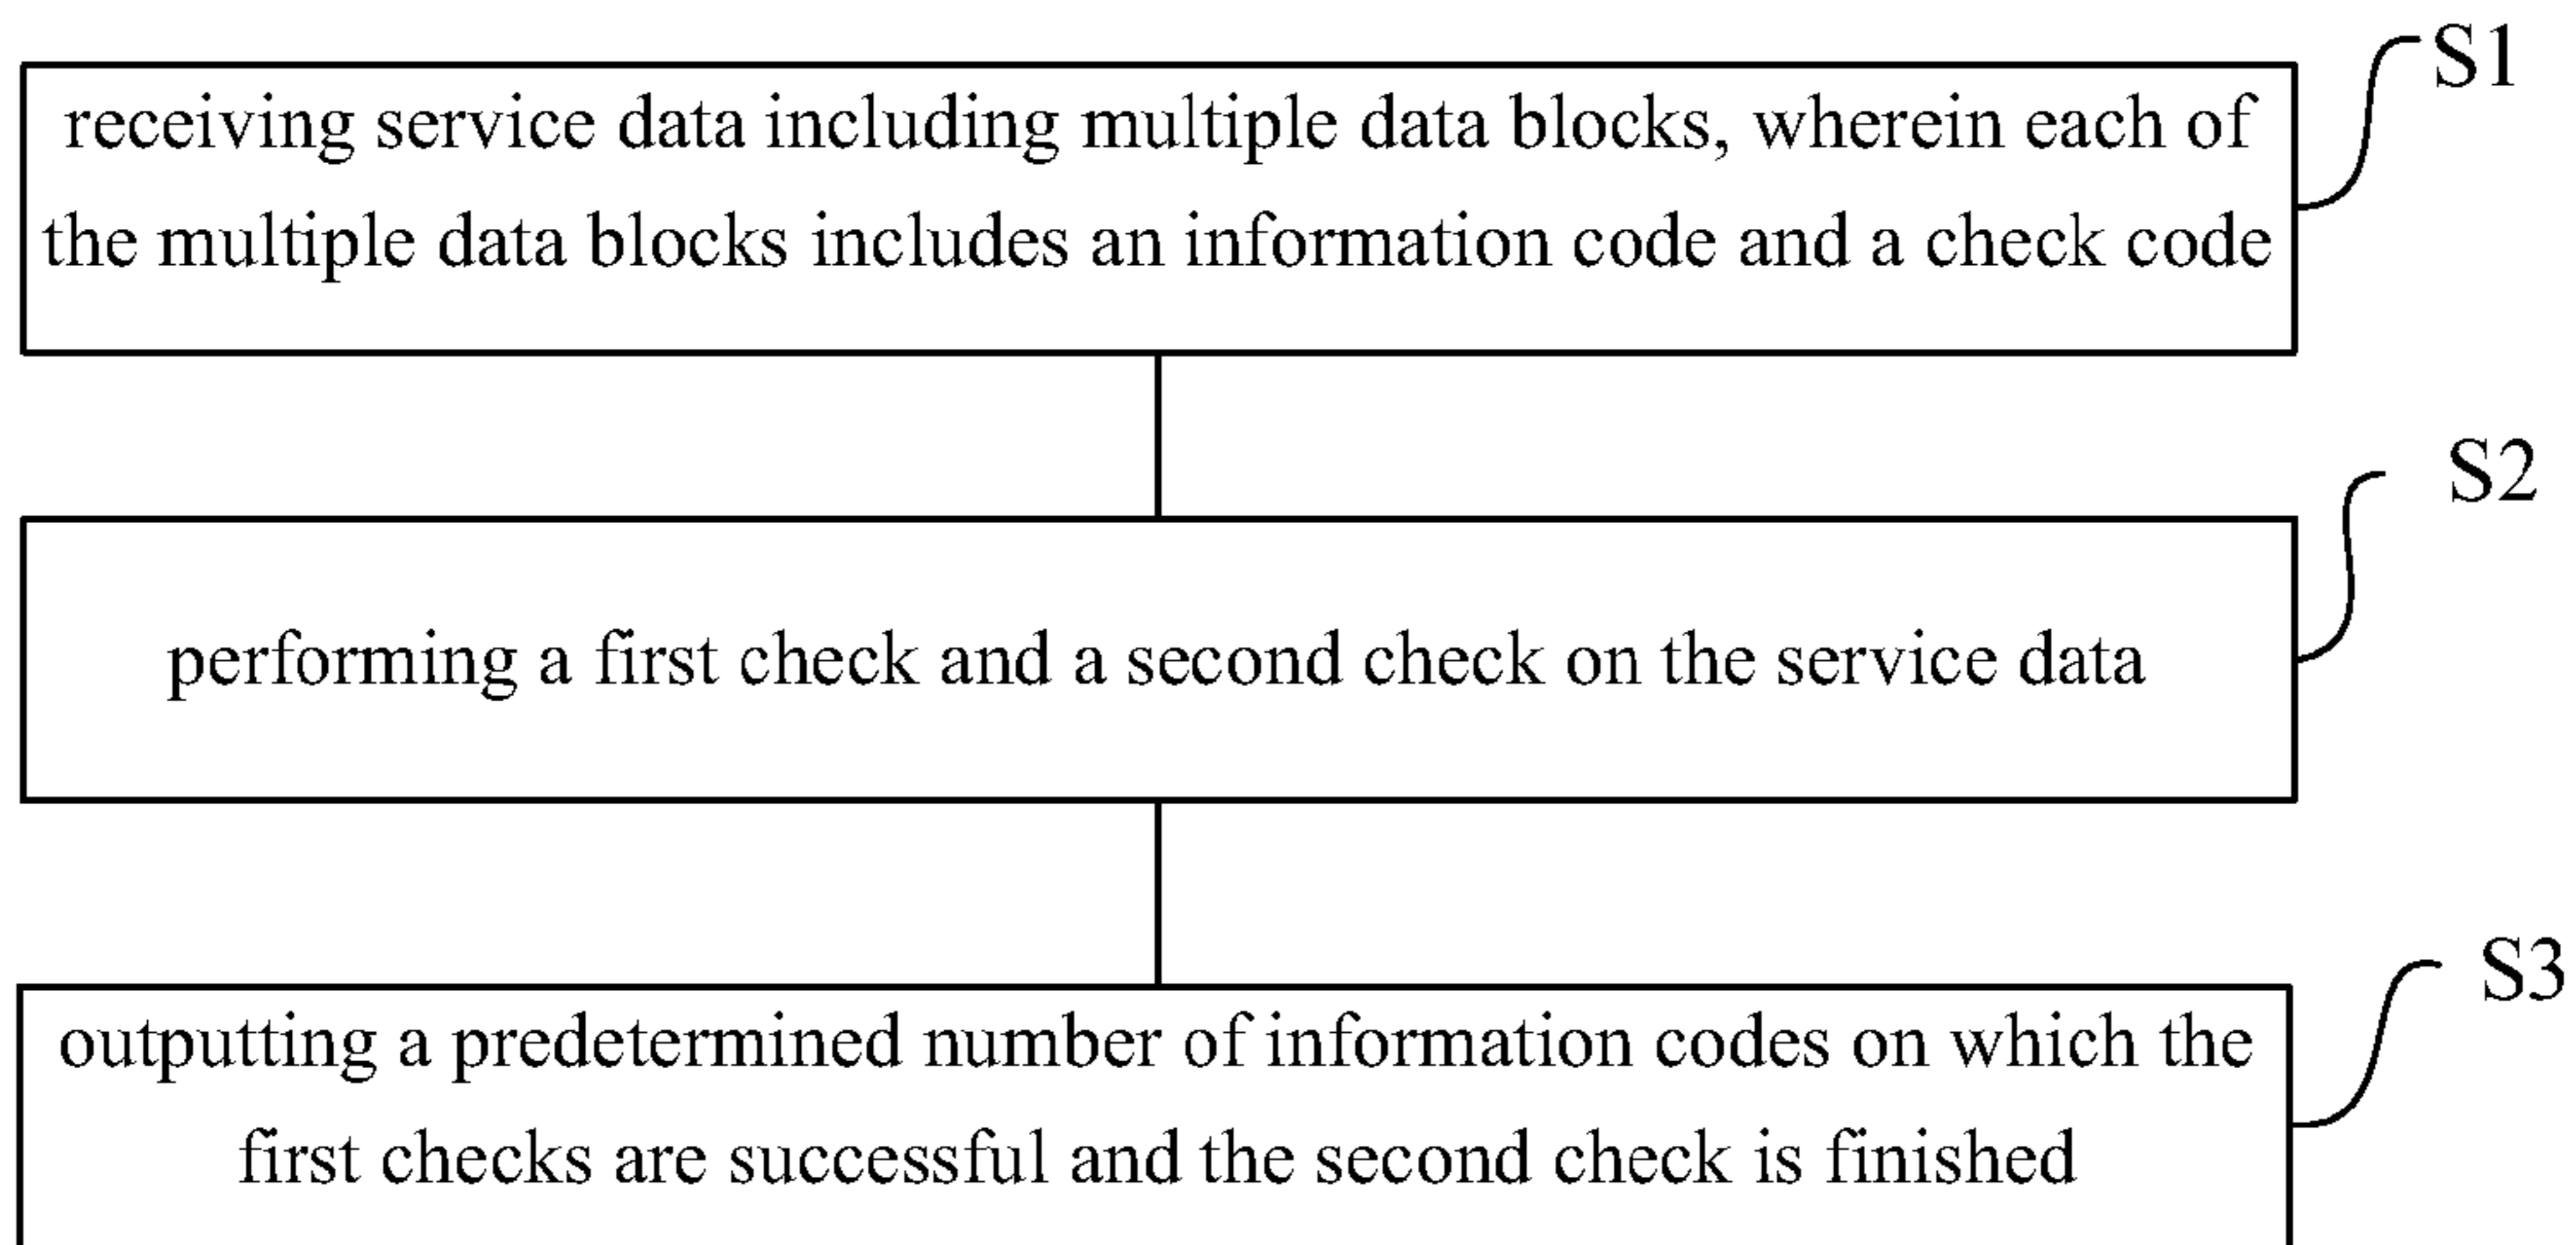 S1
receiving service data including multiple data blocks, wherein each of
the multiple data blocks includes an information code and a check code
S2
performing a first check and a second check on the service data
S3
outputting a predetermined number of information codes on which the
first checks are successful and the second check is finished